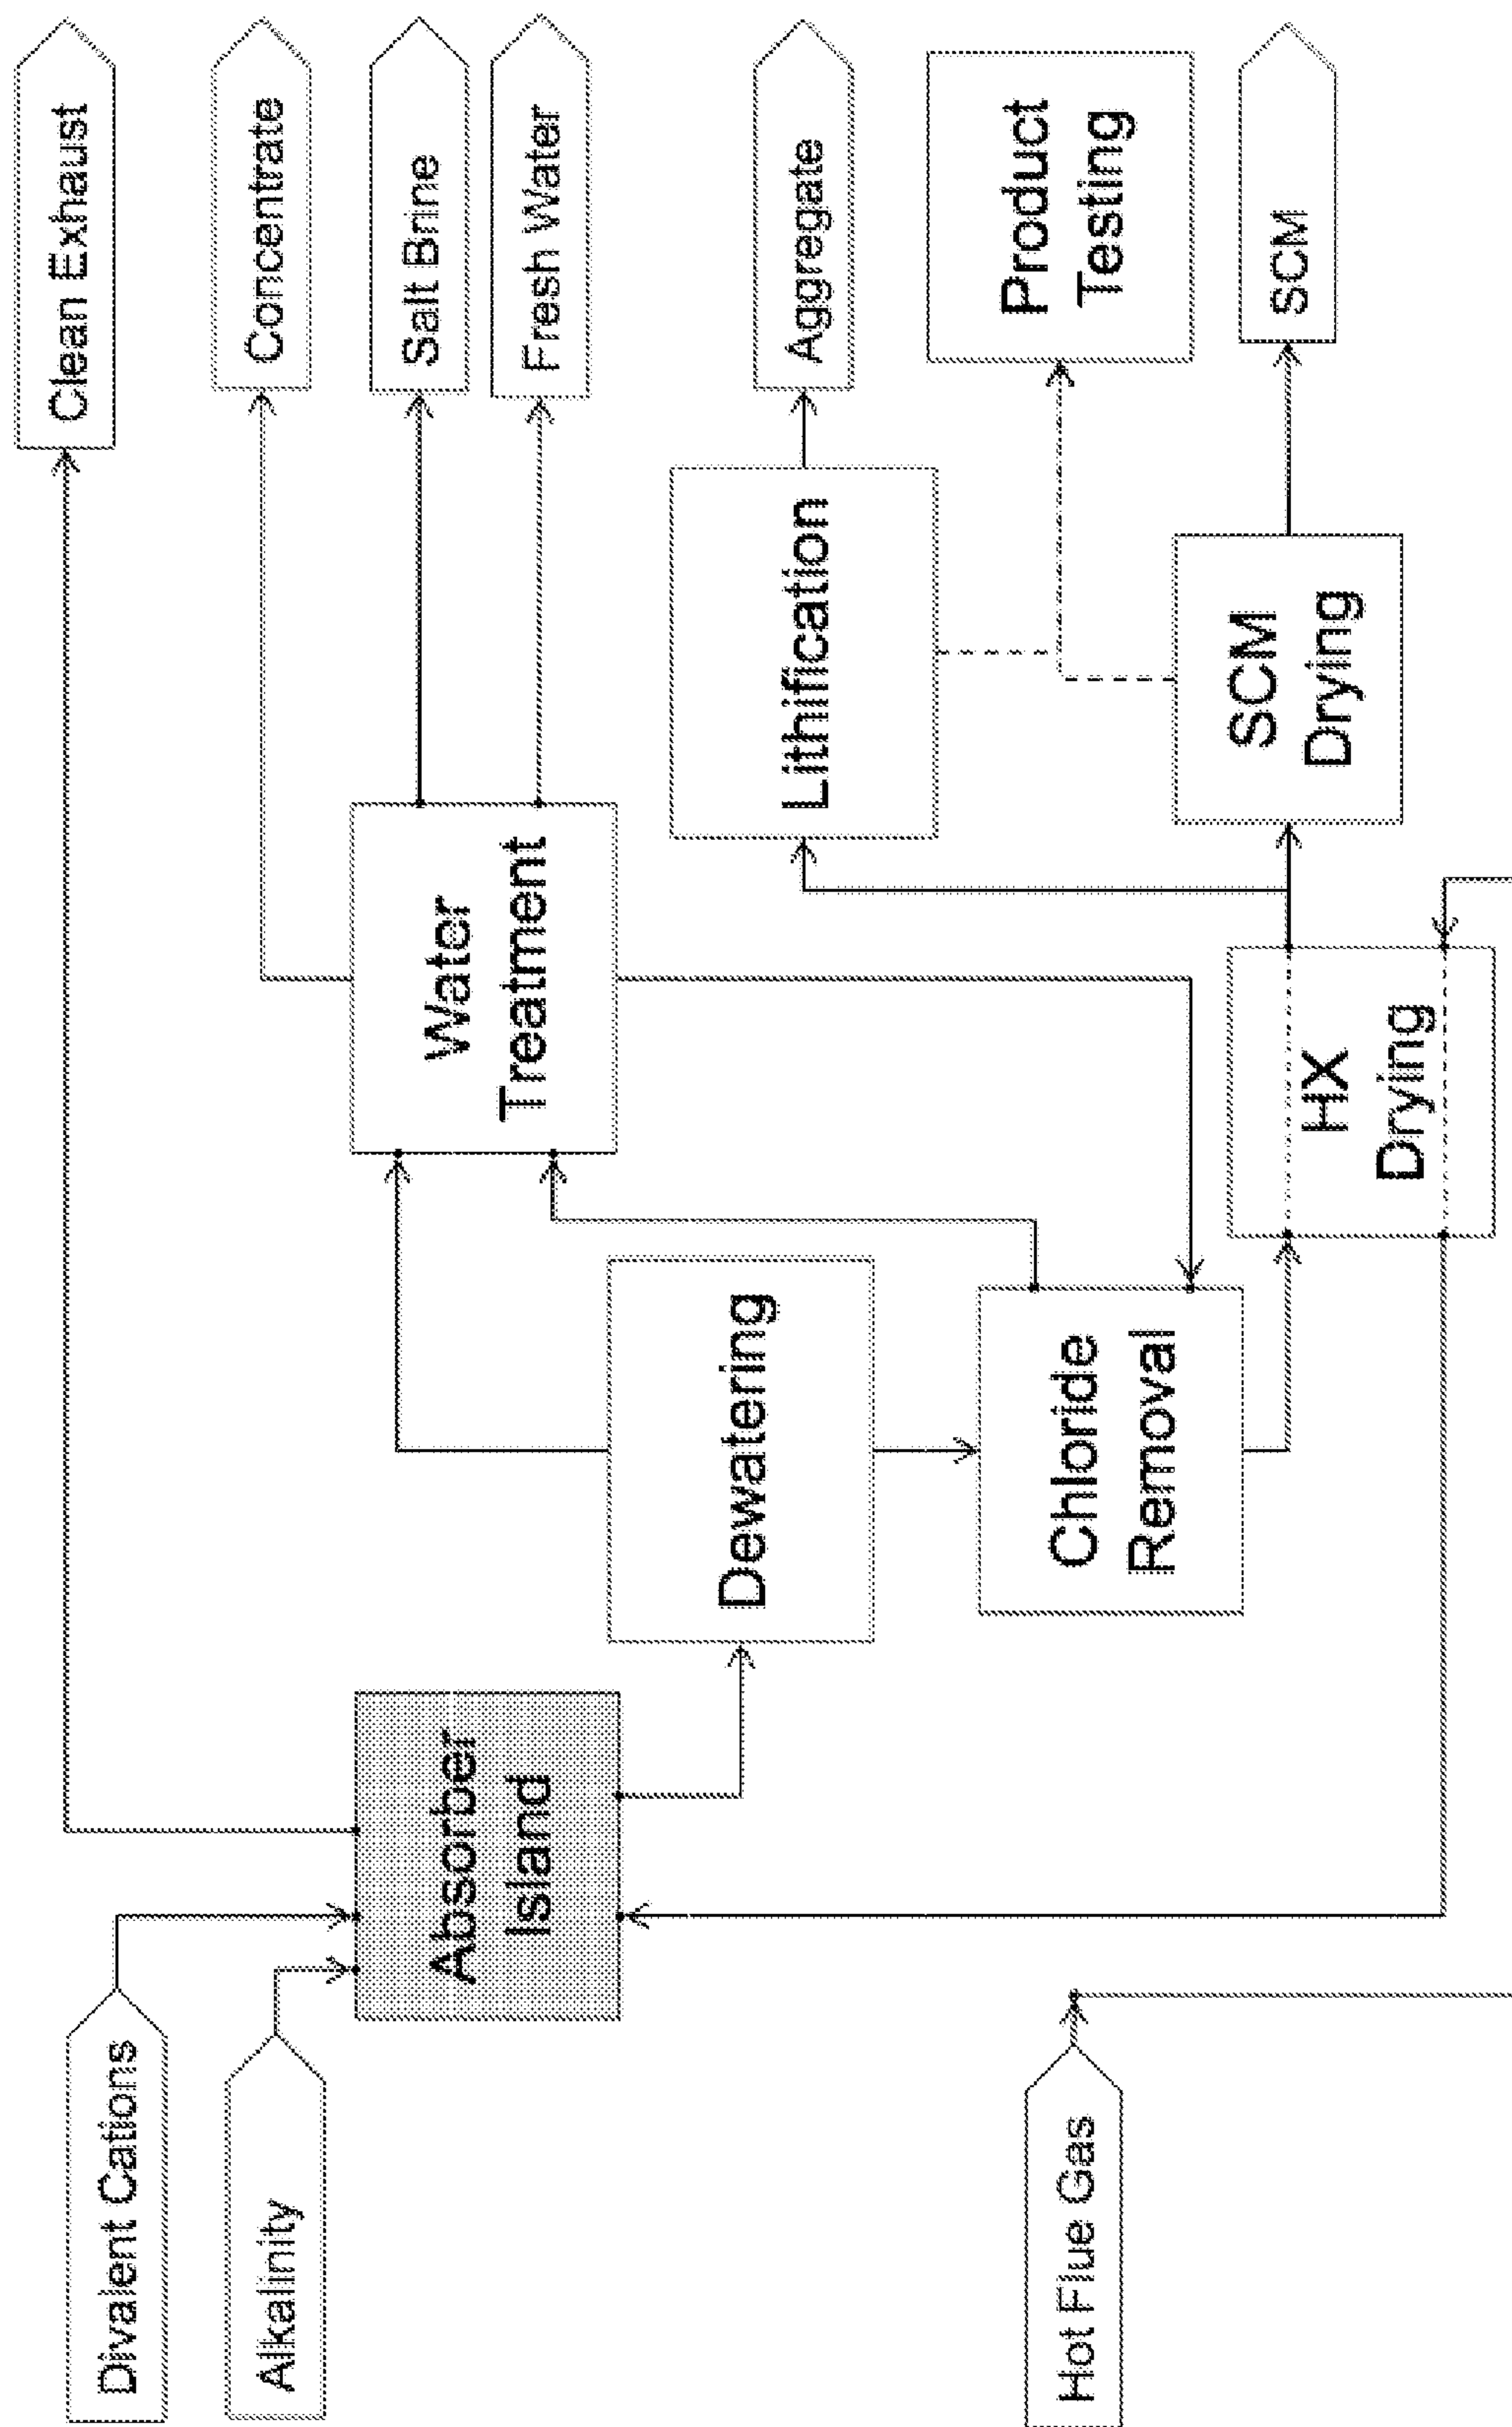 Divalent Cations
Clean Exhaust
Alkalinity
Concentrate
Absorber
Island
Water
Treatment
Salt Brine
Fresh Water
Dewatering
Lithification
Aggregate
Hot Flue Gas
Chloride
Removal
Product
Testing
HX
Drying
SCM
Drying
SCM